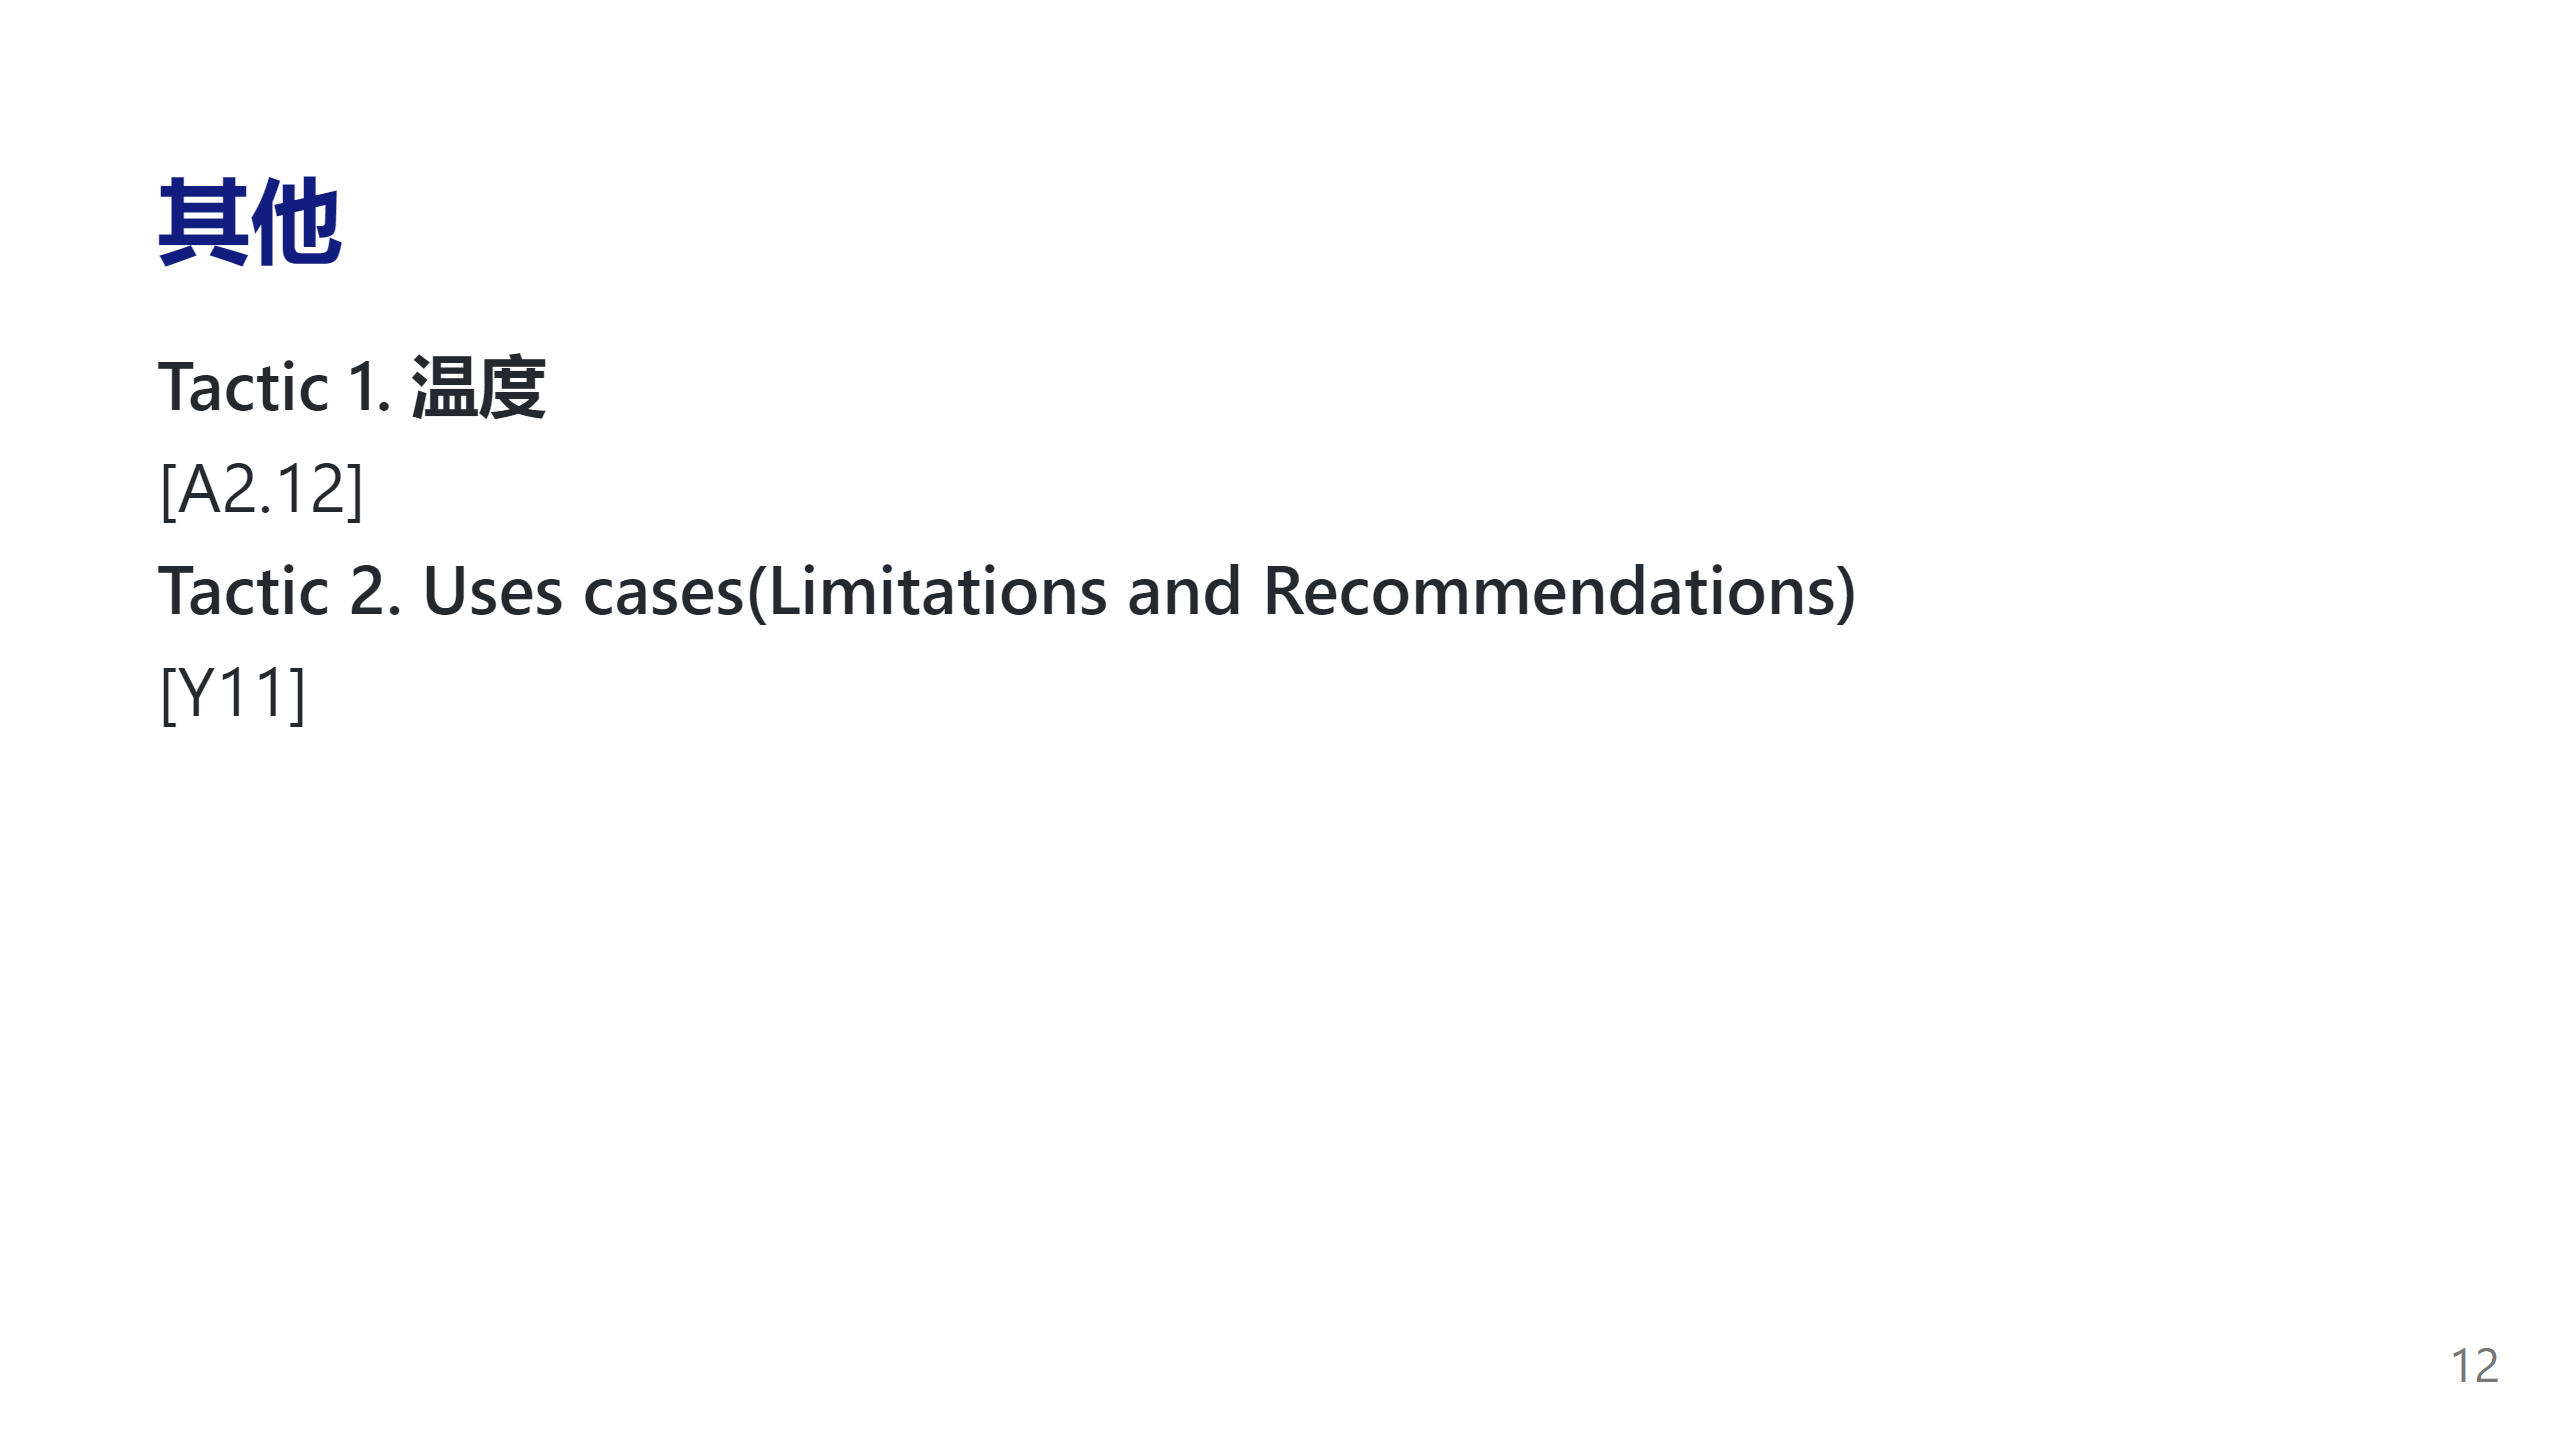 其他
Tactic 1. 温度
[A2.12]
Tactic 2. Uses cases(Limitations and Recommendations)
[Y11]
12